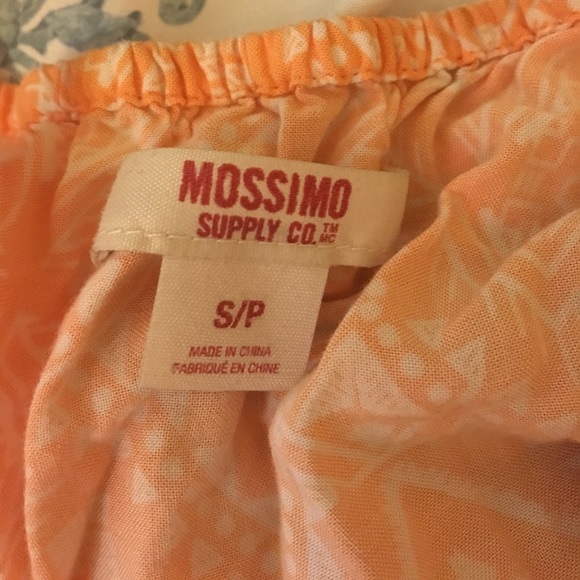 MOSSIMO
SUPPLY CO.™
MC
S/P
MADE IN CHINA
FABRIQUÉ EN CHINE